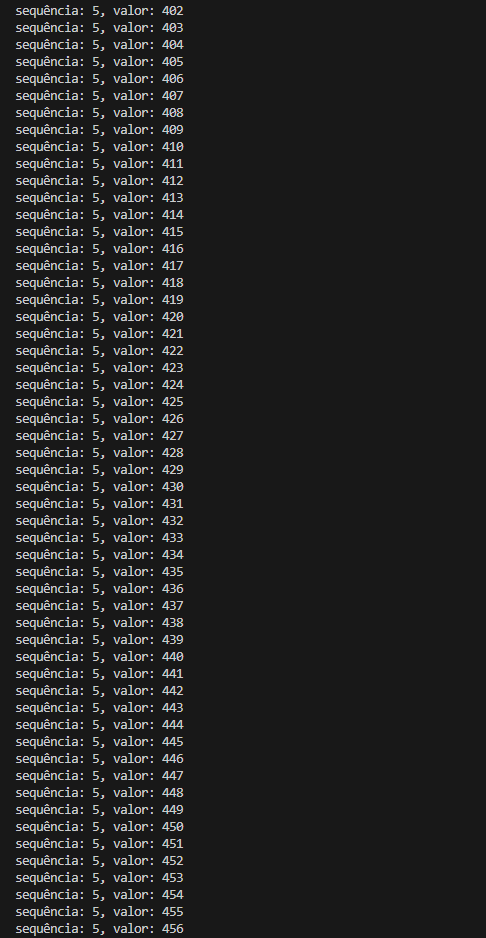 sequência: 5, valor: 402
sequência: 5, valor: 403
sequência: 5, valor: 404
sequência: 5, valor: 405
sequência: 5, valor: 406
sequência: 5, valor: 407
sequência: 5, valor: 408
sequência: 5, valor: 409
sequência: 5, valor: 410
sequência: 5, valor: 411
sequência: 5, valor: 412
sequência: 5, valor: 413
sequência: 5, valor: 414
sequência: 5, valor: 415
sequência: 5, valor: 416
sequência: 5, valor: 417
sequência: 5, valor: 418
sequência: 5, valor: 419
sequência: 5, valor: 420
sequência: 5, valor: 421
sequência: 5, valor: 422
sequência: 5, valor: 423
sequência: 5, valor: 424
sequência: 5, valor: 425
sequência: 5, valor: 426
sequência: 5, valor: 427
sequência: 5, valor: 428
sequência: 5, valor: 429
sequência: 5, valor: 430
sequência: 5, valor: 431
sequência: 5, valor: 432
sequência: 5, valor: 433
sequência: 5, valor: 434
sequência: 5, valor: 435
sequência: 5, valor: 436
sequência: 5, valor: 437
sequência: 5, valor: 438
sequência: 5, valor: 439
sequência: 5, valor: 440
sequência: 5, valor: 441
sequência: 5, valor: 442
sequência: 5, valor: 443
sequência: 5, valor: 444
sequência: 5, valor: 445
sequência: 5, valor: 446
sequência: 5, valor: 447
sequência: 5, valor: 448
sequência: 5, valor: 449
sequência: 5, valor: 450
sequência: 5, valor: 451
sequência: 5, valor: 452
sequência: 5, valor: 453
sequência: 5, valor: 454
sequência: 5, valor: 455
sequência: 5, valor: 456